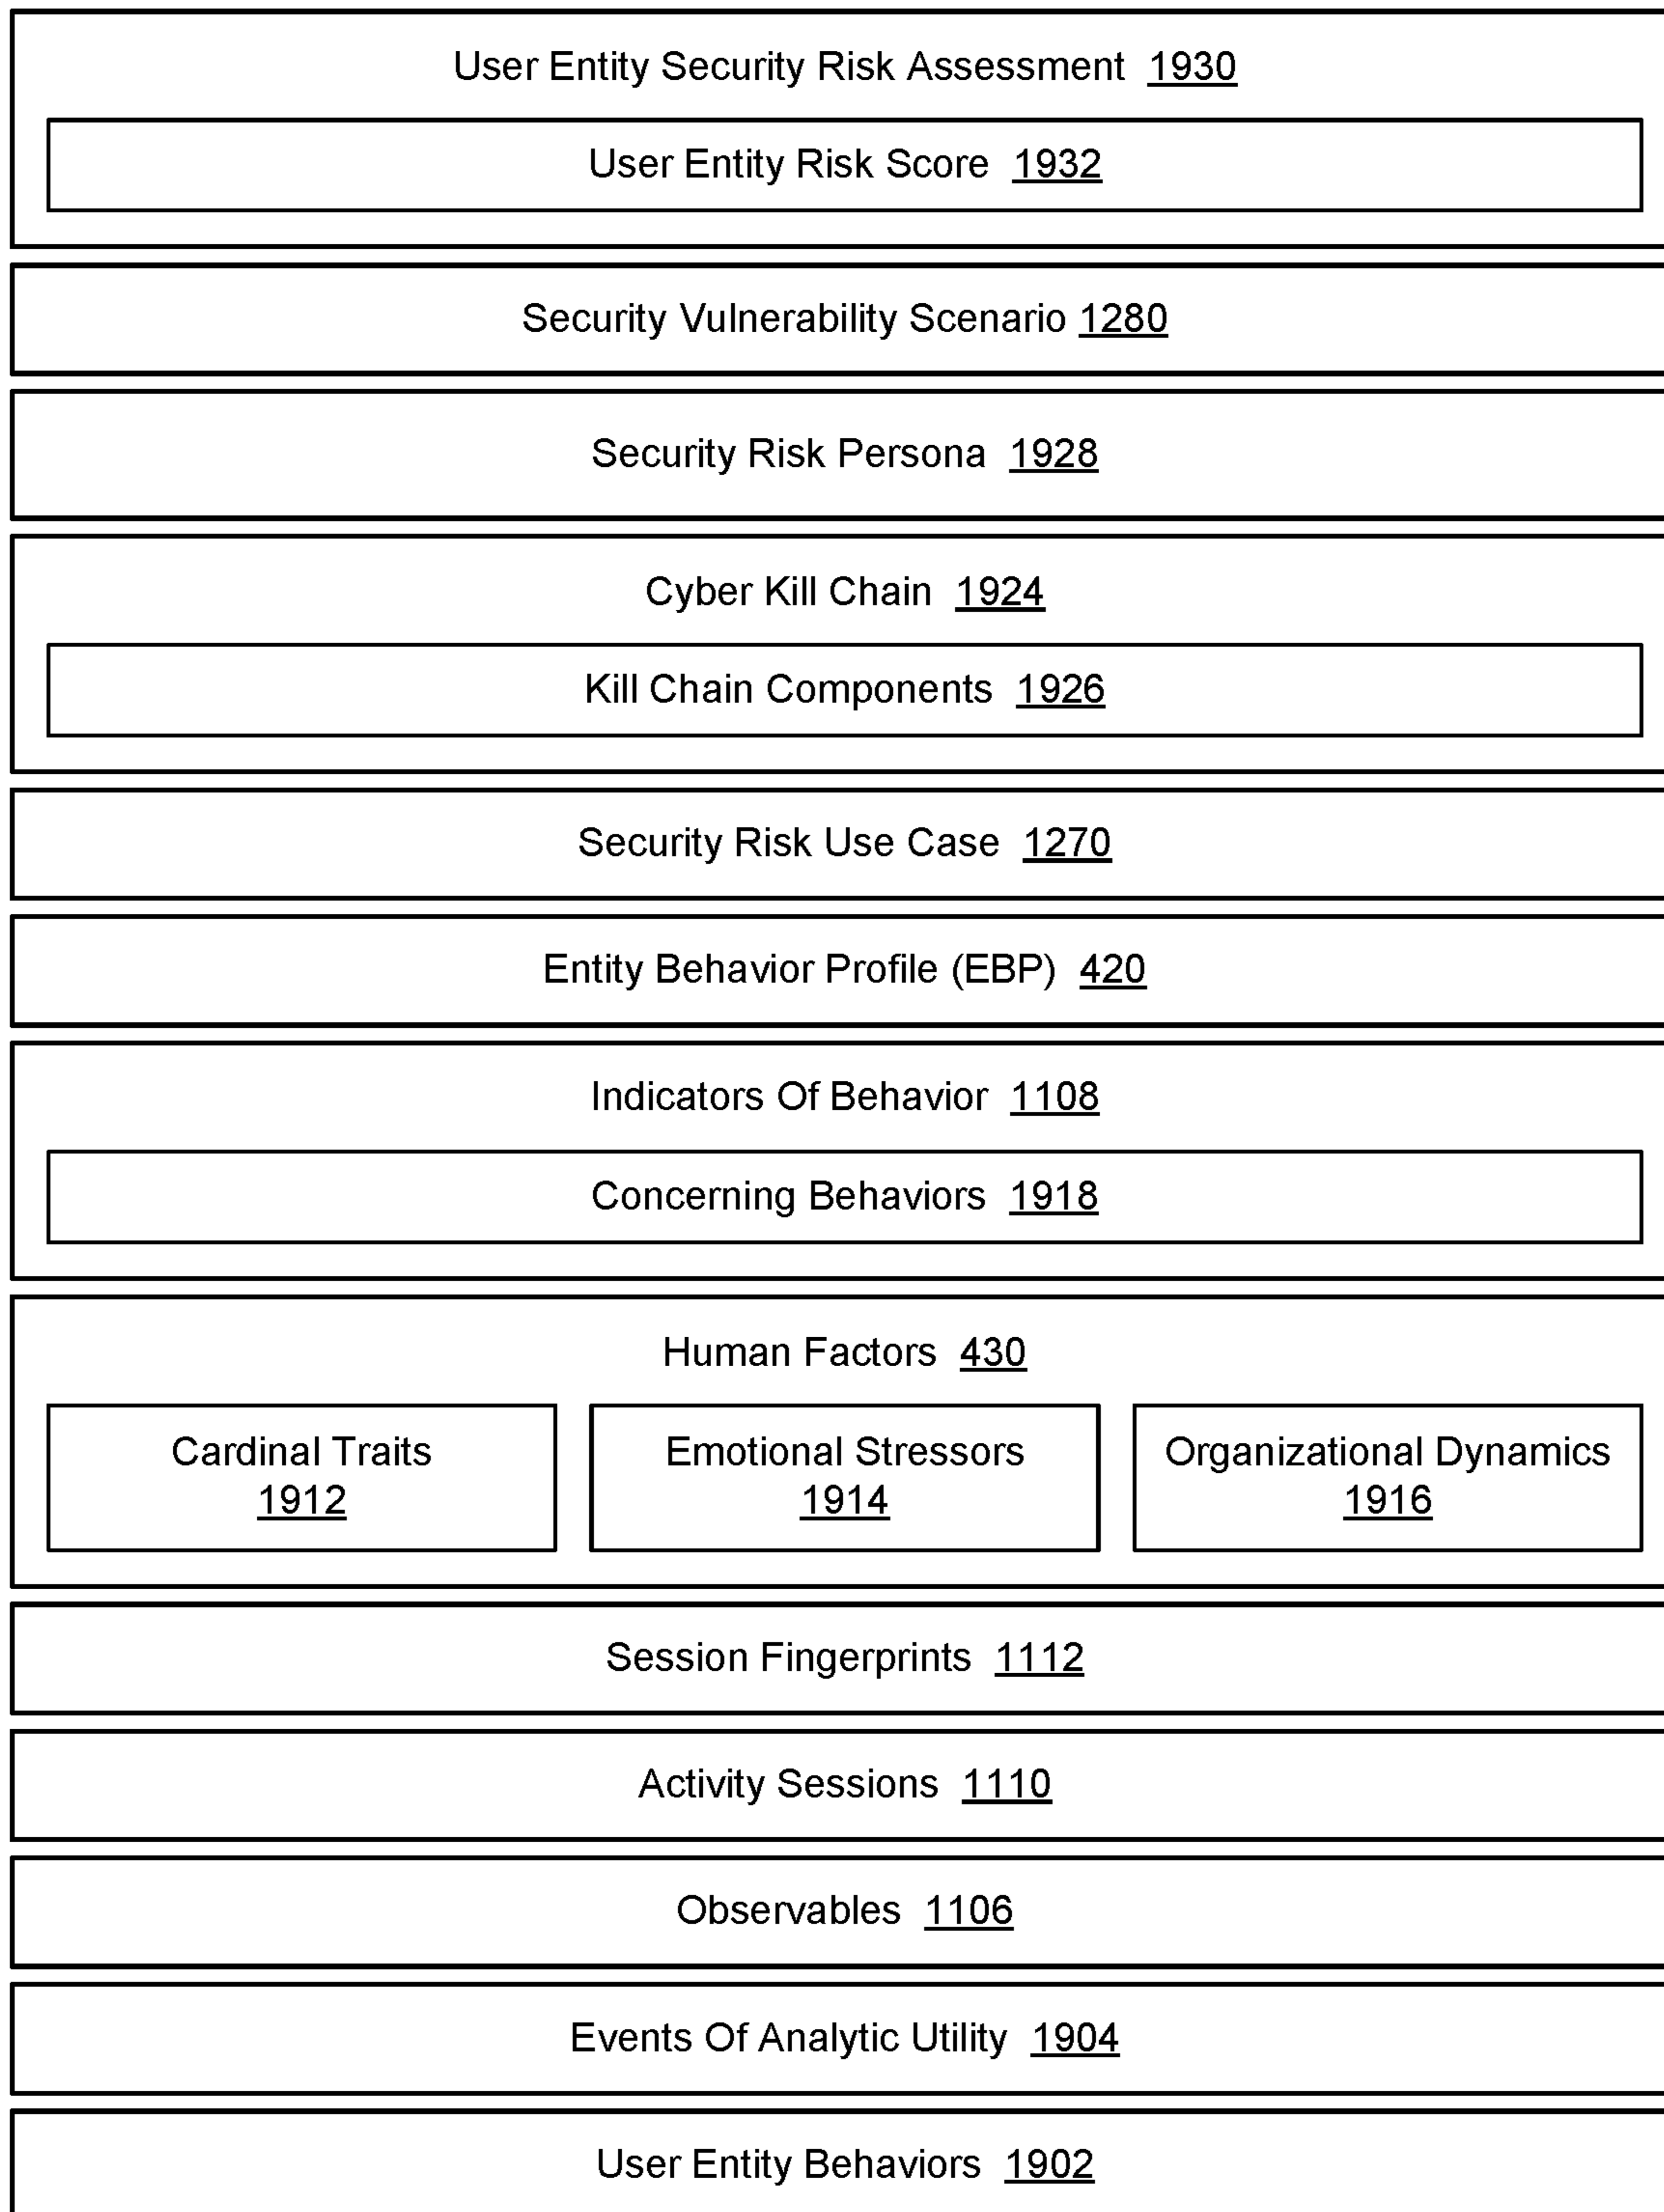 User Entity Security Risk Assessment 1930
User Entity Risk Score 1932
Security Vulnerability Scenario 1280
Security Risk Persona 1928
Cyber Kill Chain 1924
Kill Chain Components 1926
Security Risk Use Case 1270
Entity Behavior Profile (EBP) 420
Indicators Of Behavior 1108
Concerning Behaviors 1918
Human Factors 430
Cardinal Traits
1912
Emotional Stressors
1914
Organizational Dynamics
1916
Session Fingerprints 1112
Activity Sessions 1110
Observables 1106
Events Of Analytic Utility 1904
User Entity Behaviors 1902